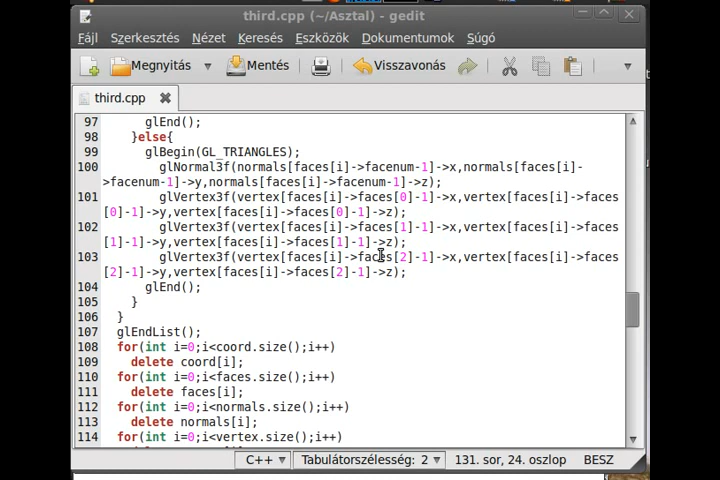 third.cpp (~/Asztal) - gedit
Fájl Szerkesztés Nézet Keresés Eszközök Dokumentumok Súgó
Megnyitás Mentés Visszavonás
third.cpp
97 glEnd();
98 }else{
99 glBegin(GL_TRIANGLES);
100 glNormal3f(normals[faces[i]->facenum-1]->x,normals[faces[i]-
>facenum-1]->y,normals[faces[i]->facenum-1]->z);
101 glVertex3f(vertex[faces[i]->faces[0]-1]->x,vertex[faces[i]->faces
[0]-1]->y,vertex[faces[i]->faces[0]-1]->z);
102 glVertex3f(vertex[faces[i]->faces[1]-1]->x,vertex[faces[i]->faces
[1]-1]->y,vertex[faces[i]->faces[1]-1]->z);
103 glVertex3f(vertex[faces[i]->faces[2]-1]->x,vertex[faces[i]->faces
[2]-1]->y,vertex[faces[i]->faces[2]-1]->z);
104 glEnd();
105 }
106 }
107 glEndList();
108 for(int i=0;i<coord.size();i++)
109 delete coord[i];
110 for(int i=0;i<faces.size();i++)
111 delete faces[i];
112 for(int i=0;i<normals.size();i++)
113 delete normals[i];
114 for(int i=0;i<vertex.size();i++)
C++ Tabulátorszélesség: 2 131. sor, 24. oszlop BESZ